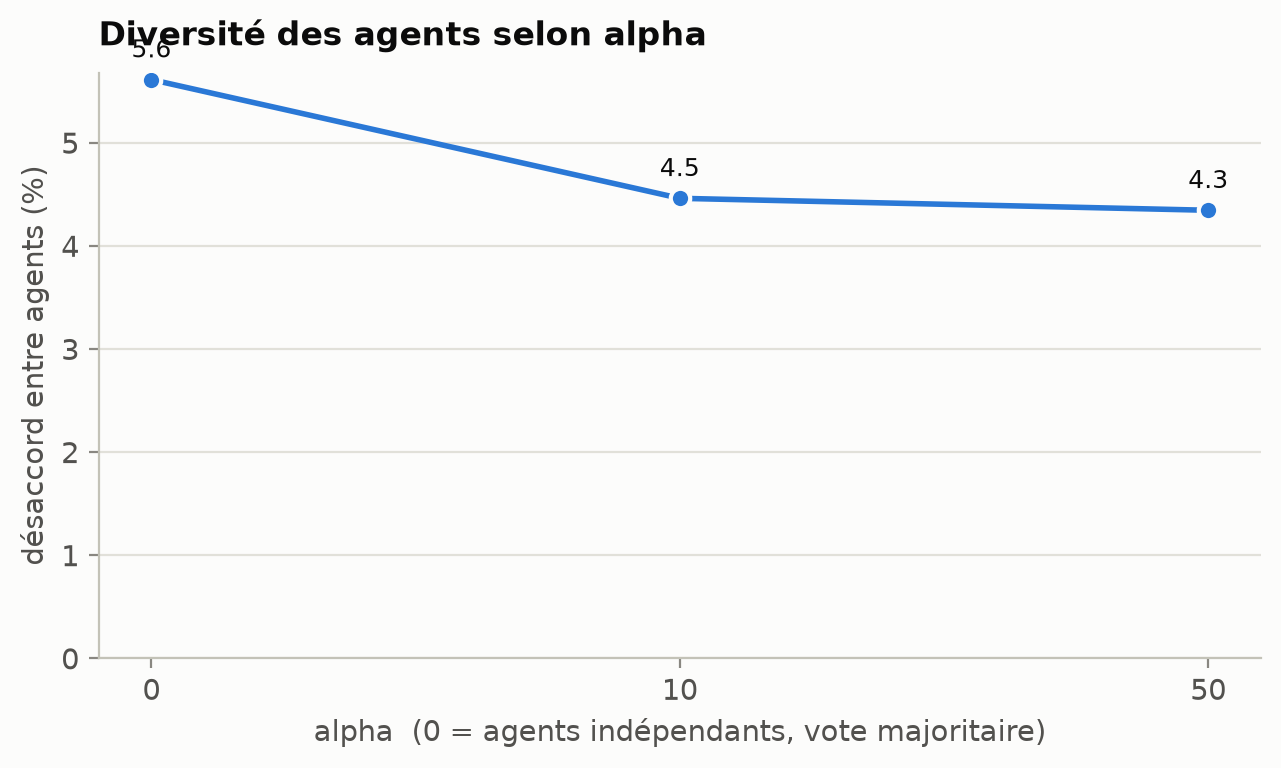 Diversité des agents selon alpha
5.6
4.5
4.3
désaccord entre agents (%)
5
4
3
2
1
0
0 10 50
alpha  (0 = agents indépendants, vote majoritaire)